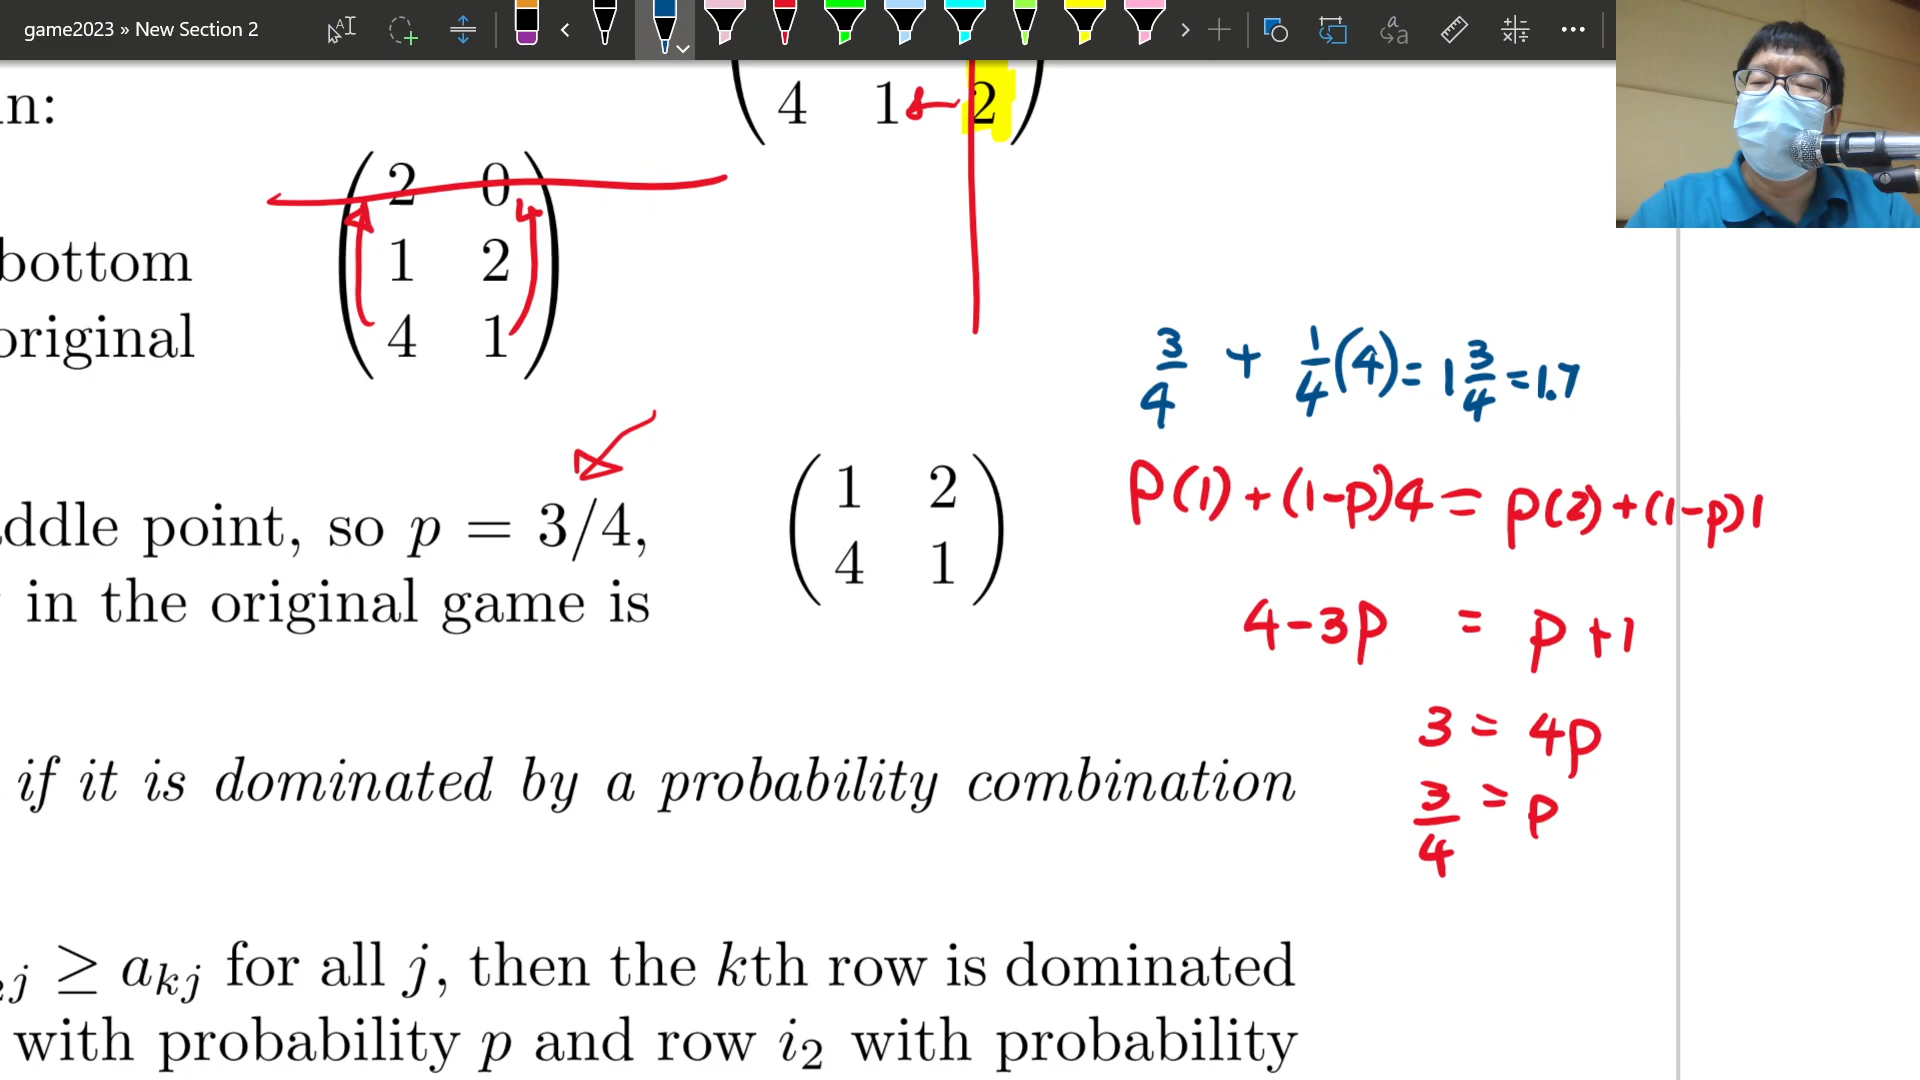 game2023 » New Section 2
in:
4 1 2
2 0
bottom
1 2
original
4 1
3/4 + 1/4 (4) = 1 3/4 = 1.7
1 2
P(1) + (1-p)4 = p(2) + (1-p)1
ddle point, so p = 3/4,
4 1
in the original game is
4 - 3p = p + 1
3 = 4p
if it is dominated by a probability combination
3/4 = p
j ≥ akj for all j, then the kth row is dominated
with probability p and row i2 with probability